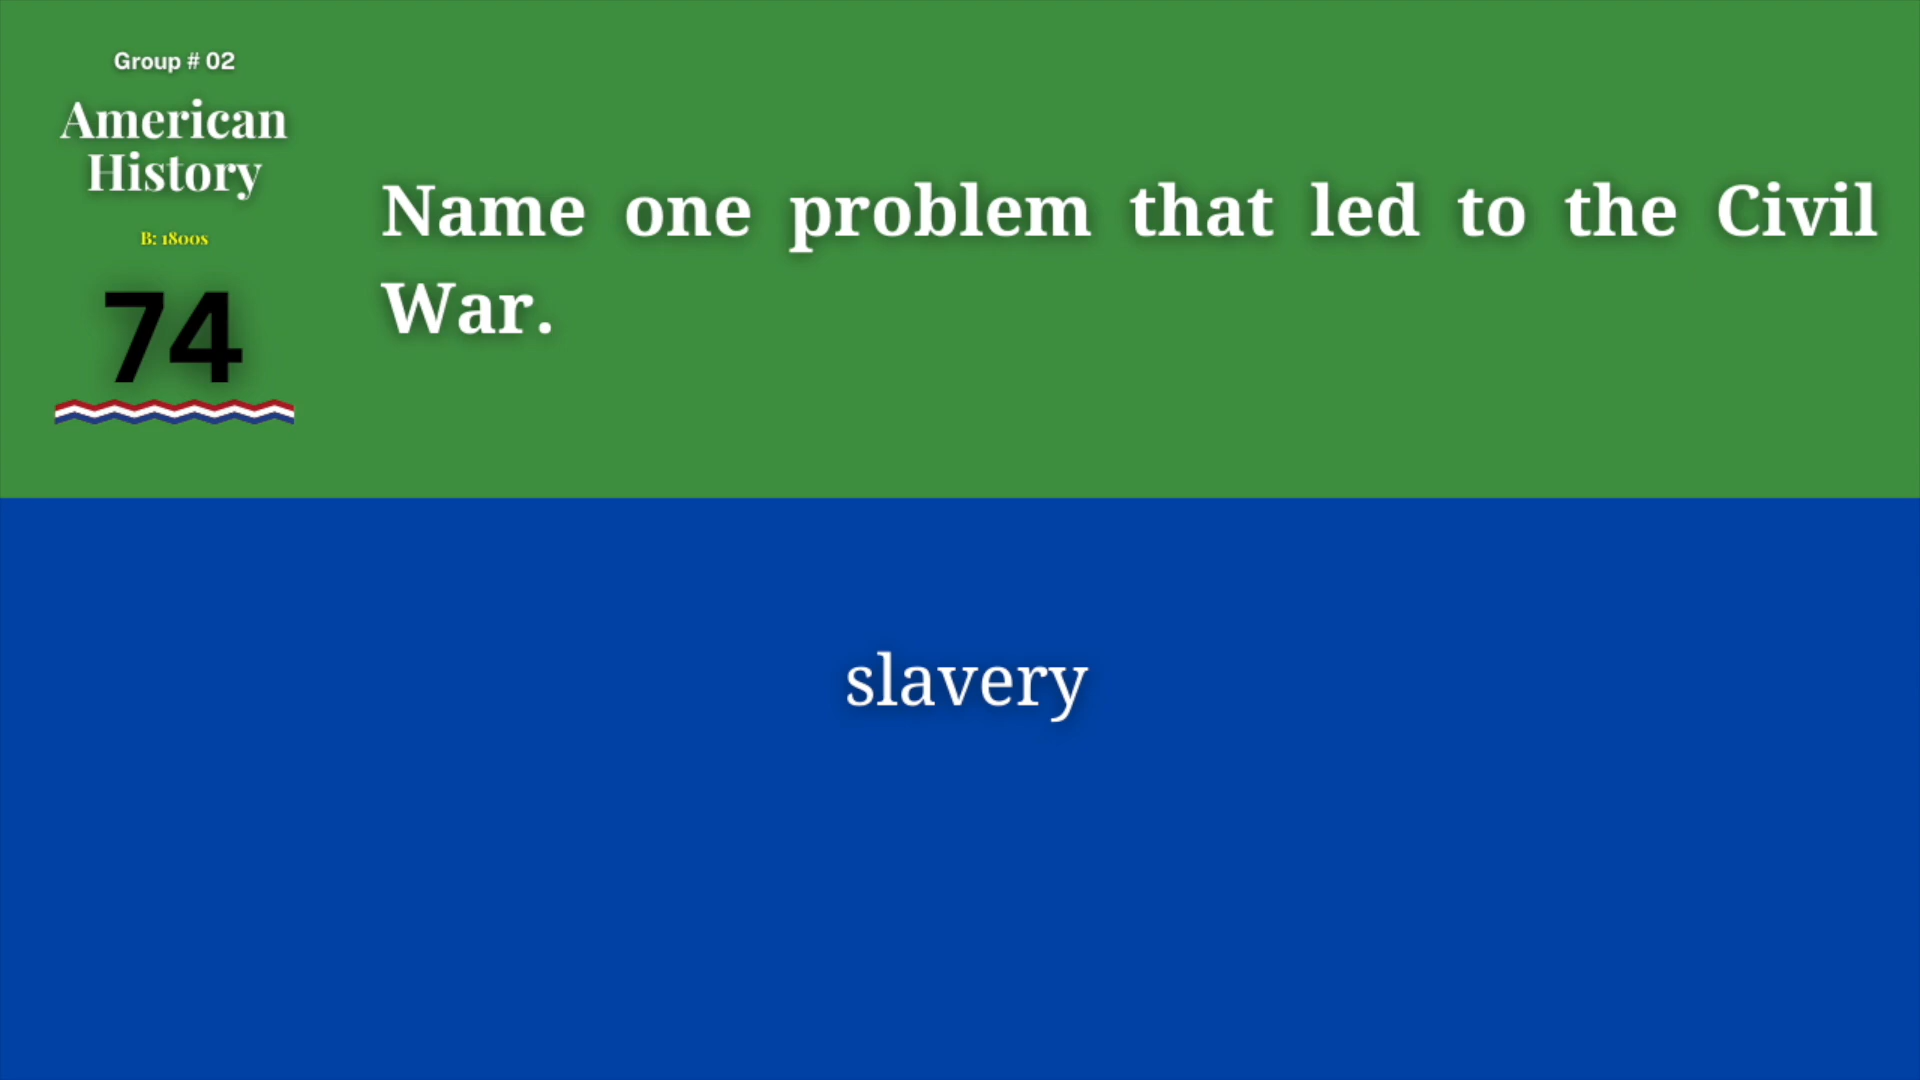 Group # 02
American
History
B: 1800s
74
Name one problem that led to the Civil
War.
slavery